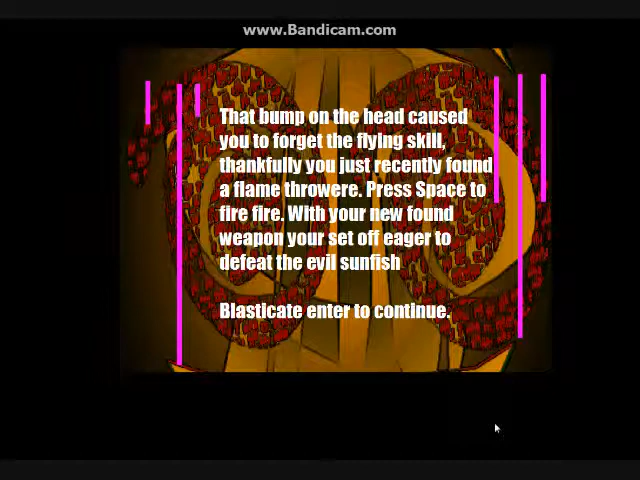 www.Bandicam.com
That bump on the head caused
you to forget the flying skill,
thankfully you just recently found
a flame throwere. Press Space to
fire fire. With your new found
weapon your set off eager to
defeat the evil sunfish
Blasticate enter to continue.